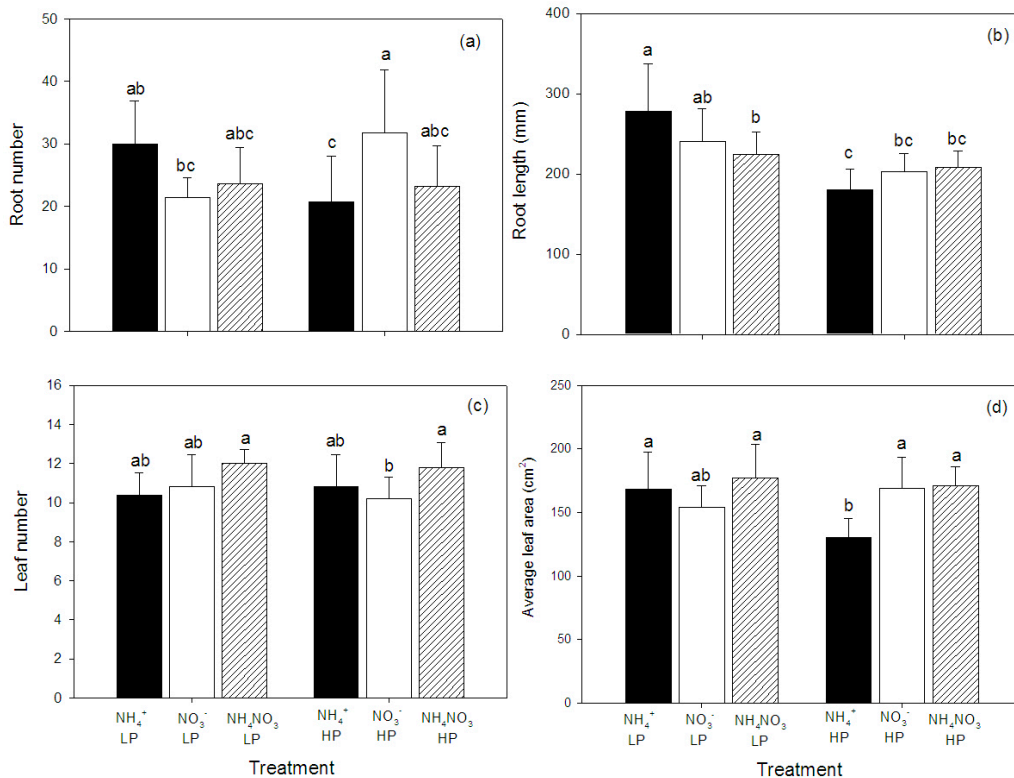 (a)
50
40
30
20
10
0
Root number
ab
bc
abc
c
a
abc
(b)
400
300
200
100
0
Root length (mm)
a
ab
b
c
bc
bc
(c)
16
14
12
10
8
6
4
2
0
Leaf number
ab
ab
a
ab
b
a
NH₄⁺ NO₃⁻ NH₄NO₃ NH₄⁺ NO₃⁻ NH₄NO₃
LP LP LP HP HP HP
Treatment
(d)
250
200
150
100
50
0
Average leaf area (cm²)
a
ab
a
b
a
a
NH₄⁺ NO₃⁻ NH₄NO₃ NH₄⁺ NO₃⁻ NH₄NO₃
LP LP LP HP HP HP
Treatment